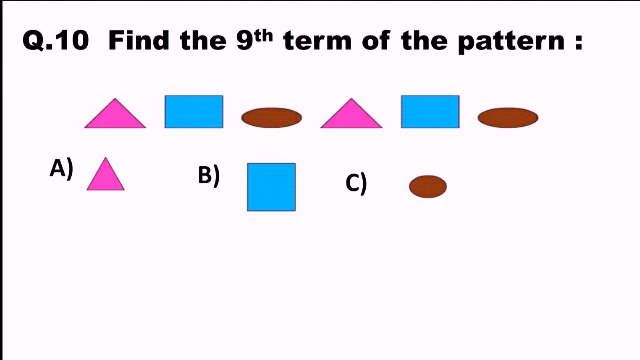 Q.10 Find the 9th term of the pattern :
A) B) C)